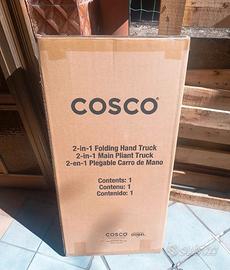 COSCO®
2-in-1 Folding Hand Truck
2-in-1 Main Pliant Truck
2-en-1 Plegable Carro de Mano
Contents: 1
Contenu: 1
Contenido: 1
COSCO